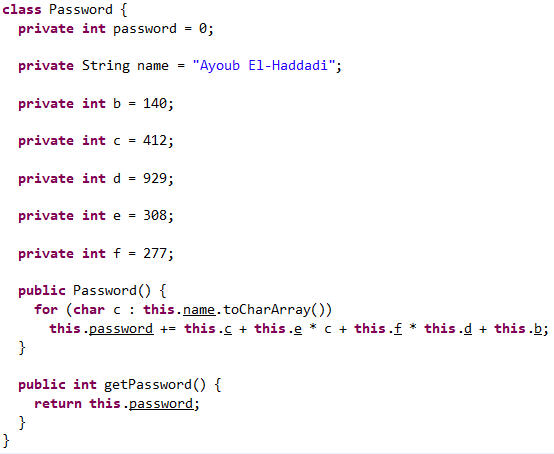 class Password {
  private int password = 0;
  private String name = "Ayoub El-Haddadi";
  private int b = 140;
  private int c = 412;
  private int d = 929;
  private int e = 308;
  private int f = 277;
  public Password() {
    for (char c : this.name.toCharArray())
      this.password += this.c + this.e * c + this.f * this.d + this.b;
  }
  public int getPassword() {
    return this.password;
  }
}